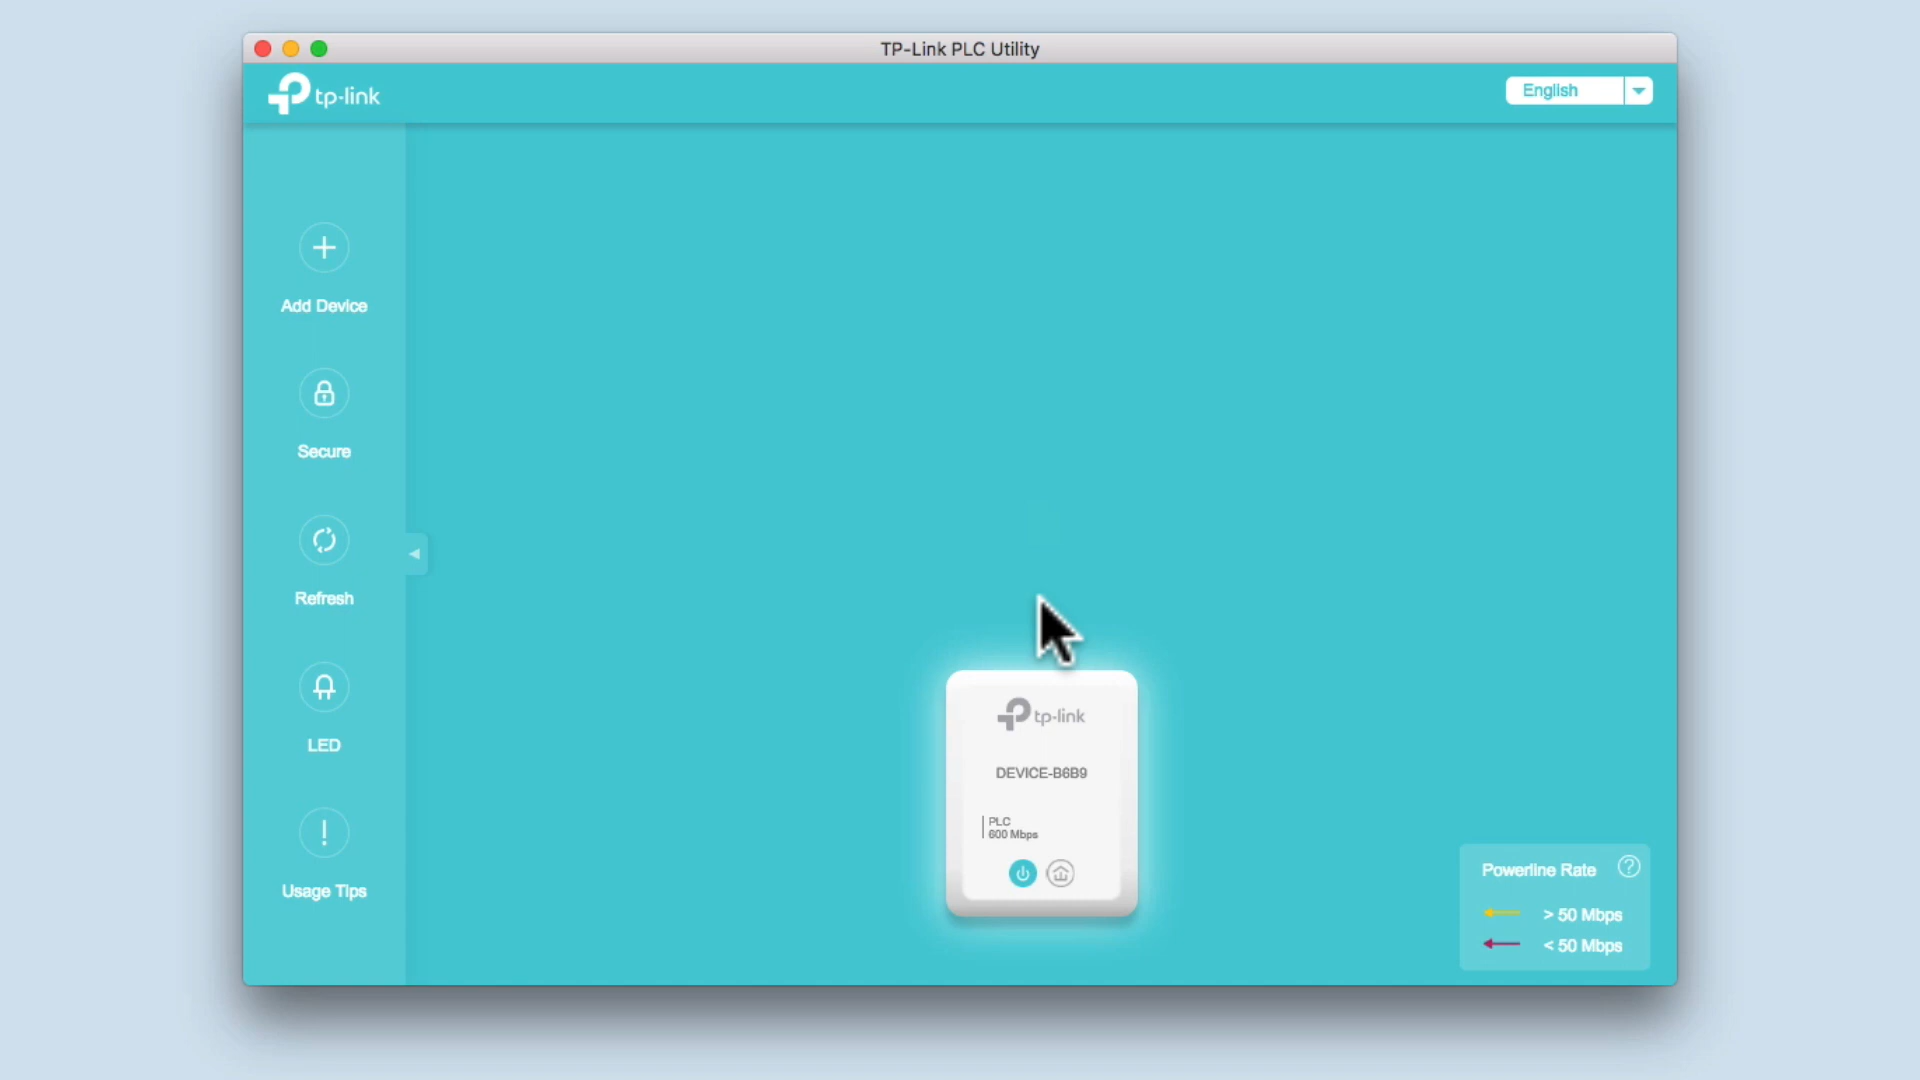 TP-Link PLC Utility
tp-link
English
Add Device
Secure
Refresh
LED
Usage Tips
tp-link
DEVICE-B6B9
PLC
600 Mbps
Powerline Rate ?
> 50 Mbps
< 50 Mbps